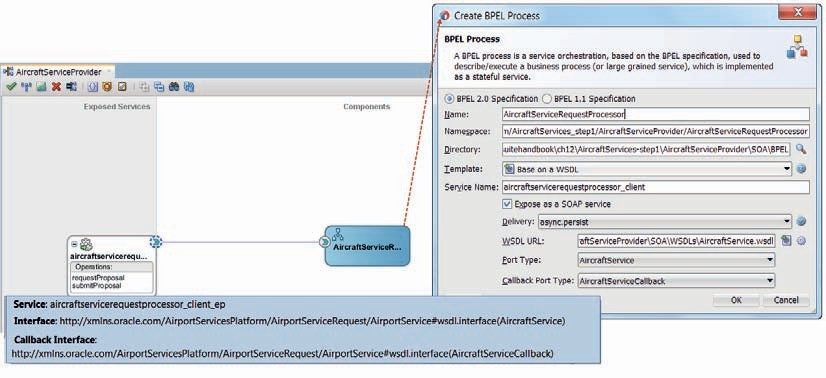 AircraftServiceProvider
Exposed Services
Components
aircraftservicerequ...
Operations:
requestProposal
submitProposal
AircraftServiceR...
Service: aircraftservicerequestprocessor_client_ep
Interface: http://xmlns.oracle.com/AirportServicesPlatform/AirportServiceRequest/AirportService#wsdl.interface(AircraftService)
Callback Interface:
http://xmlns.oracle.com/AirportServicesPlatform/AirportServiceRequest/AirportService#wsdl.interface(AircraftServiceCallback)
Create BPEL Process
BPEL Process
A BPEL process is a service orchestration, based on the BPEL specification, used to
describe/execute a business process (or large grained service), which is implemented
as a stateful service.
BPEL 2.0 Specification BPEL 1.1 Specification
Name: AircraftServiceRequestProcessor
Namespace: n/AircraftServices_step1/AircraftServiceProvider/AircraftServiceRequestProcessor
Directory: uitehandbook\ch12\AircraftServices-step1\AircraftServiceProvider\SOA\BPEL
Template: Base on a WSDL
Service Name: aircraftservicerequestprocessor_client
Expose as a SOAP service
Delivery: async.persist
WSDL URL: aftServiceProvider\SOA\WSDLs\AircraftService.wsdl
Port Type: AircraftService
Callback Port Type: AircraftServiceCallback
OK Cancel